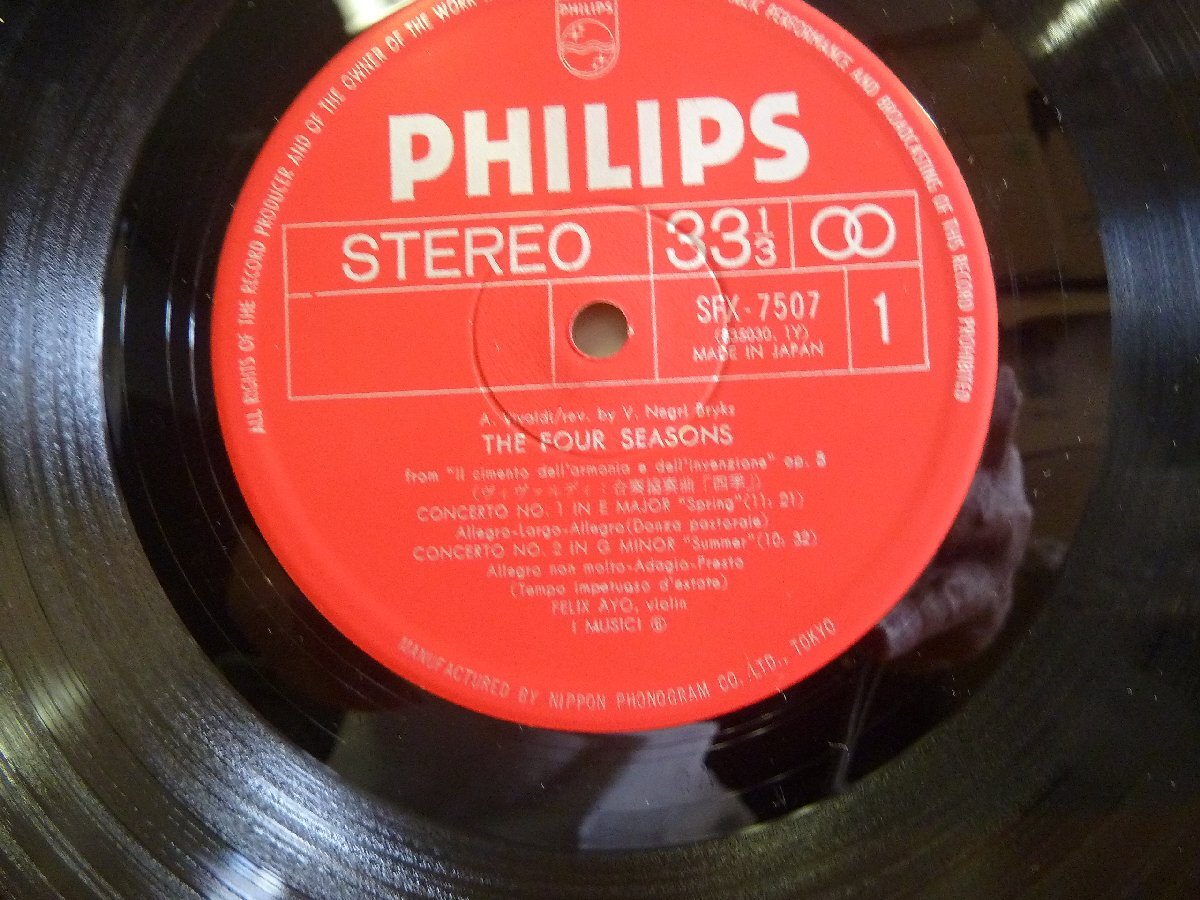 PHILIPS
PHILIPS
STEREO
33 1/3
SFX-7507
(838030. 1Y)
MADE IN JAPAN
1
A. Vivaldi/rev. by V. Negri Bryks
THE FOUR SEASONS
from "il cimento dell'armonia e dell'invenzione" op. 8
(ヴィヴァルディ:合奏協奏曲「四季」)
CONCERTO NO. 1 IN E MAJOR "Spring"(11:21)
Allegro-Largo-Allegro(Danza pastorale)
CONCERTO NO. 2 IN G MINOR "Summer"(10:32)
Allegro non molto-Adagio-Presto
(Tempo impetuoso d'estate)
FELIX AYO, violin
I MUSICI Ⓟ
ALL RIGHTS OF THE RECORD PRODUCER AND OF THE OWNER OF THE WORK
PERFORMANCE AND BROADCASTING OF THIS RECORD PROHIBITED
MANUFACTURED BY NIPPON PHONOGRAM CO., LTD., TOKYO